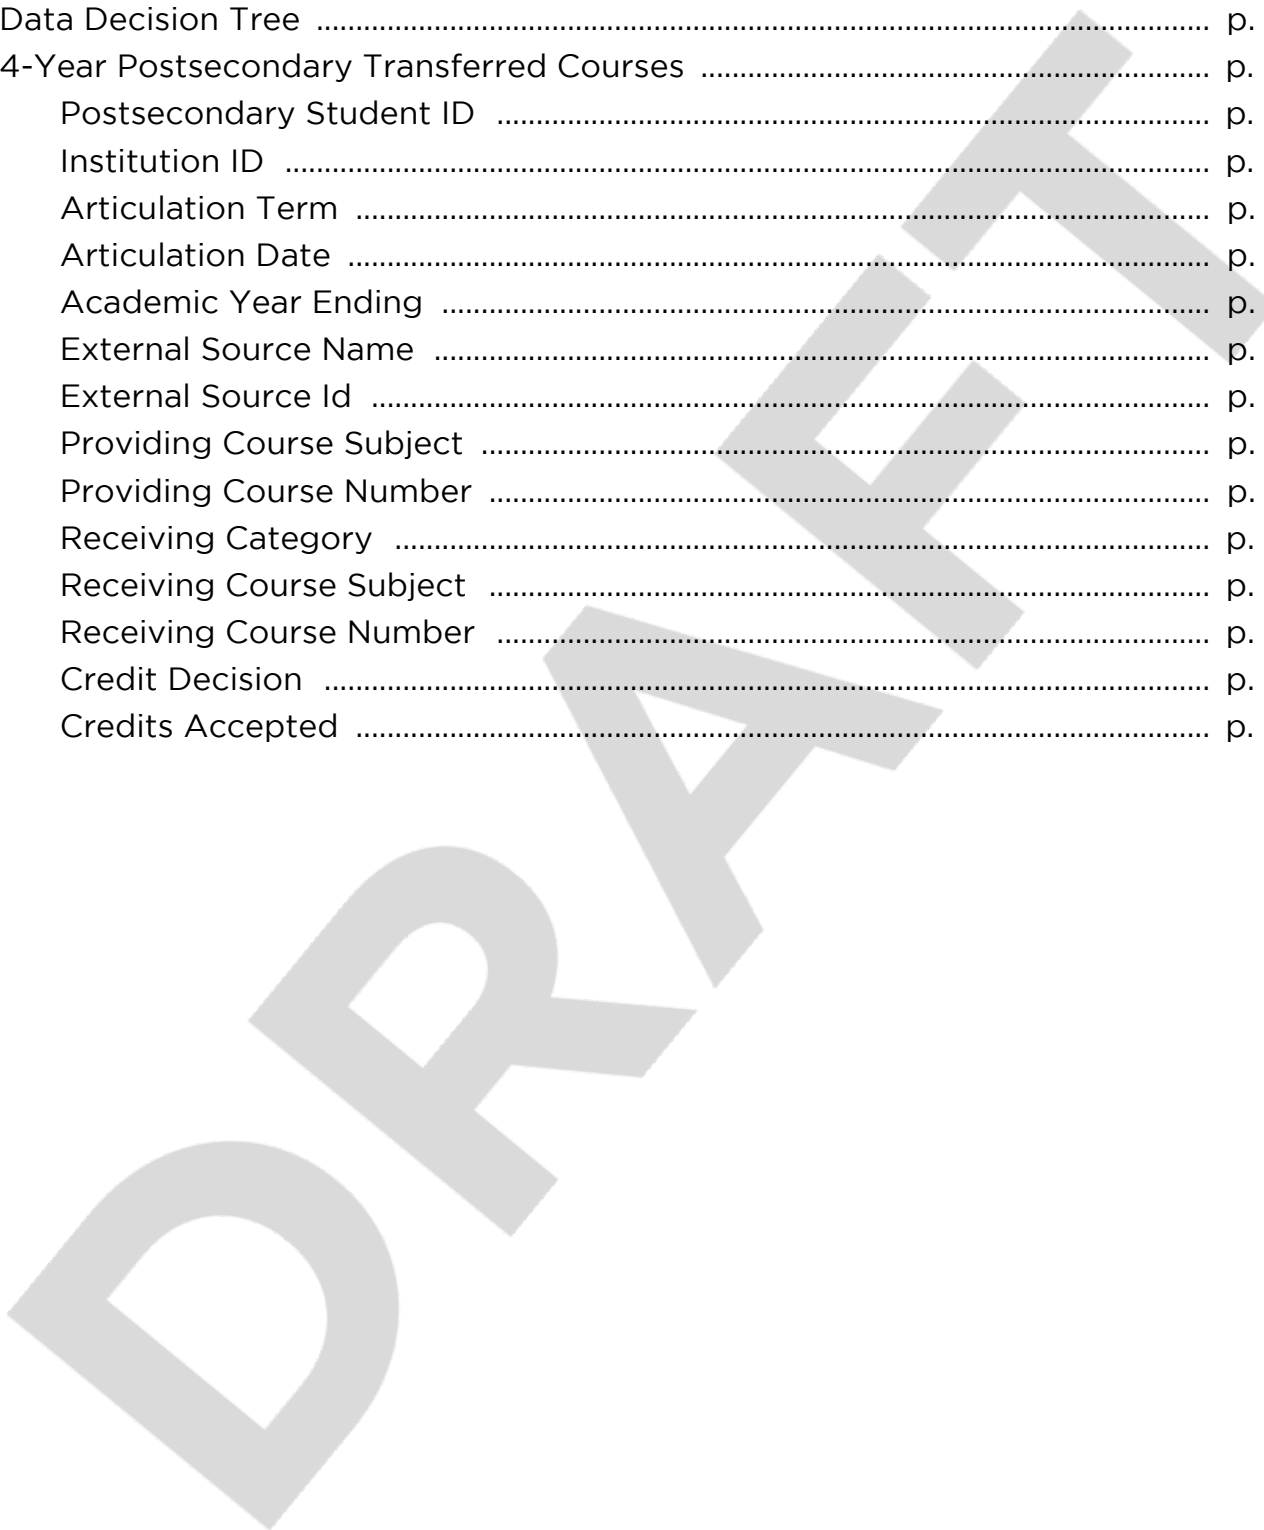 Data Decision Tree ........................................ p.
4-Year Postsecondary Transferred Courses ........................................ p.
Postsecondary Student ID ........................................ p.
Institution ID ........................................ p.
Articulation Term ........................................ p.
Articulation Date ........................................ p.
Academic Year Ending ........................................ p.
External Source Name ........................................ p.
External Source Id ........................................ p.
Providing Course Subject ........................................ p.
Providing Course Number ........................................ p.
Receiving Category ........................................ p.
Receiving Course Subject ........................................ p.
Receiving Course Number ........................................ p.
Credit Decision ........................................ p.
Credits Accepted ........................................ p.
DRAFT